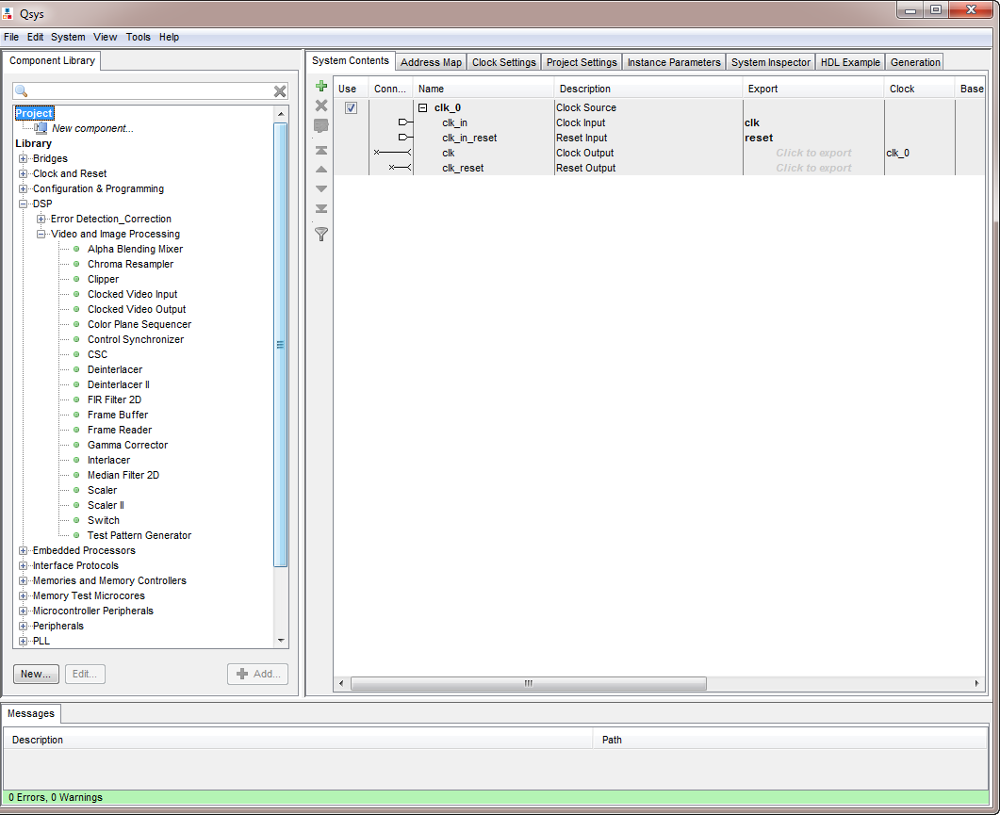 Qsys
File Edit System View Tools Help
Component Library
Project
New component...
Library
Bridges
Clock and Reset
Configuration & Programming
DSP
Error Detection_Correction
Video and Image Processing
Alpha Blending Mixer
Chroma Resampler
Clipper
Clocked Video Input
Clocked Video Output
Color Plane Sequencer
Control Synchronizer
CSC
Deinterlacer
Deinterlacer II
FIR Filter 2D
Frame Buffer
Frame Reader
Gamma Corrector
Interlacer
Median Filter 2D
Scaler
Scaler II
Switch
Test Pattern Generator
Embedded Processors
Interface Protocols
Memories and Memory Controllers
Memory Test Microcores
Microcontroller Peripherals
Peripherals
PLL
New... Edit... Add...
System Contents Address Map Clock Settings Project Settings Instance Parameters System Inspector HDL Example Generation
Use Conn... Name Description Export Clock Base
clk_0 Clock Source
clk_in Clock Input clk
clk_in_reset Reset Input reset
clk Clock Output Click to export clk_0
clk_reset Reset Output Click to export
Messages
Description Path
0 Errors, 0 Warnings